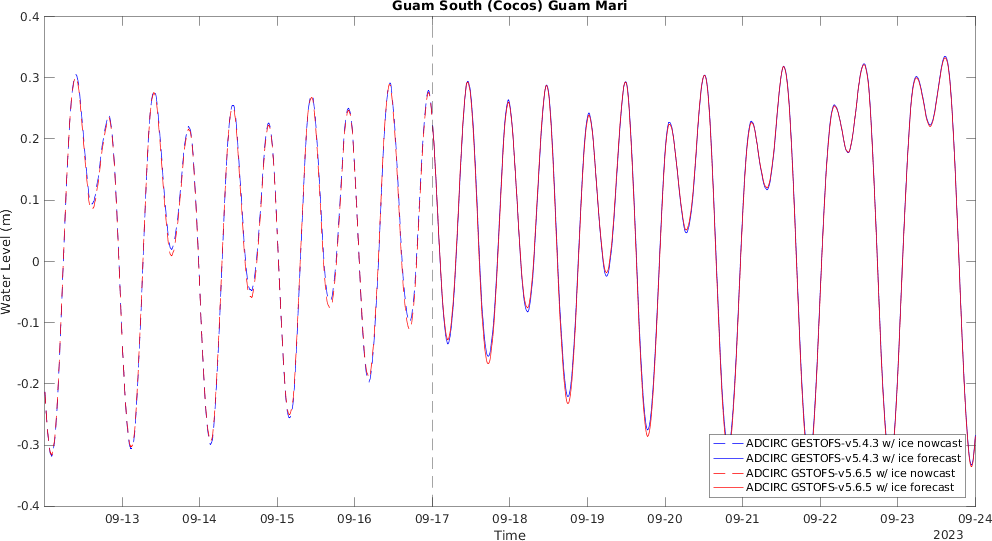 Guam South (Cocos) Guam Mari
Water Level (m)
0.4
0.3
0.2
0.1
0
-0.1
-0.2
-0.3
-0.4
ADCIRC GESTOFS-v5.4.3 w/ ice nowcast
ADCIRC GESTOFS-v5.4.3 w/ ice forecast
ADCIRC GSTOFS-v5.6.5 w/ ice nowcast
ADCIRC GSTOFS-v5.6.5 w/ ice forecast
09-13 09-14 09-15 09-16 09-17 09-18 09-19 09-20 09-21 09-22 09-23 09-24
Time
2023